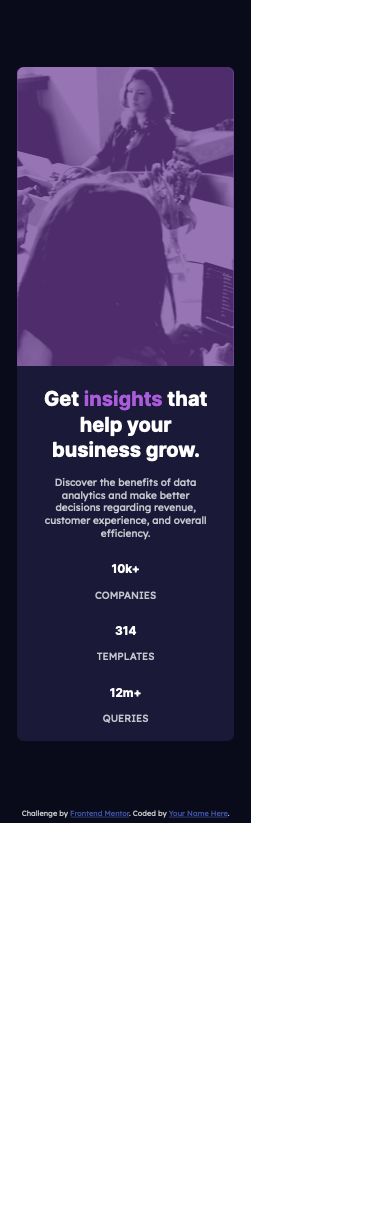 Get insights that
help your
business grow.
Discover the benefits of data
analytics and make better
decisions regarding revenue,
customer experience, and overall
efficiency.
10k+
COMPANIES
314
TEMPLATES
12m+
QUERIES
Challenge by Frontend Mentor. Coded by Your Name Here.